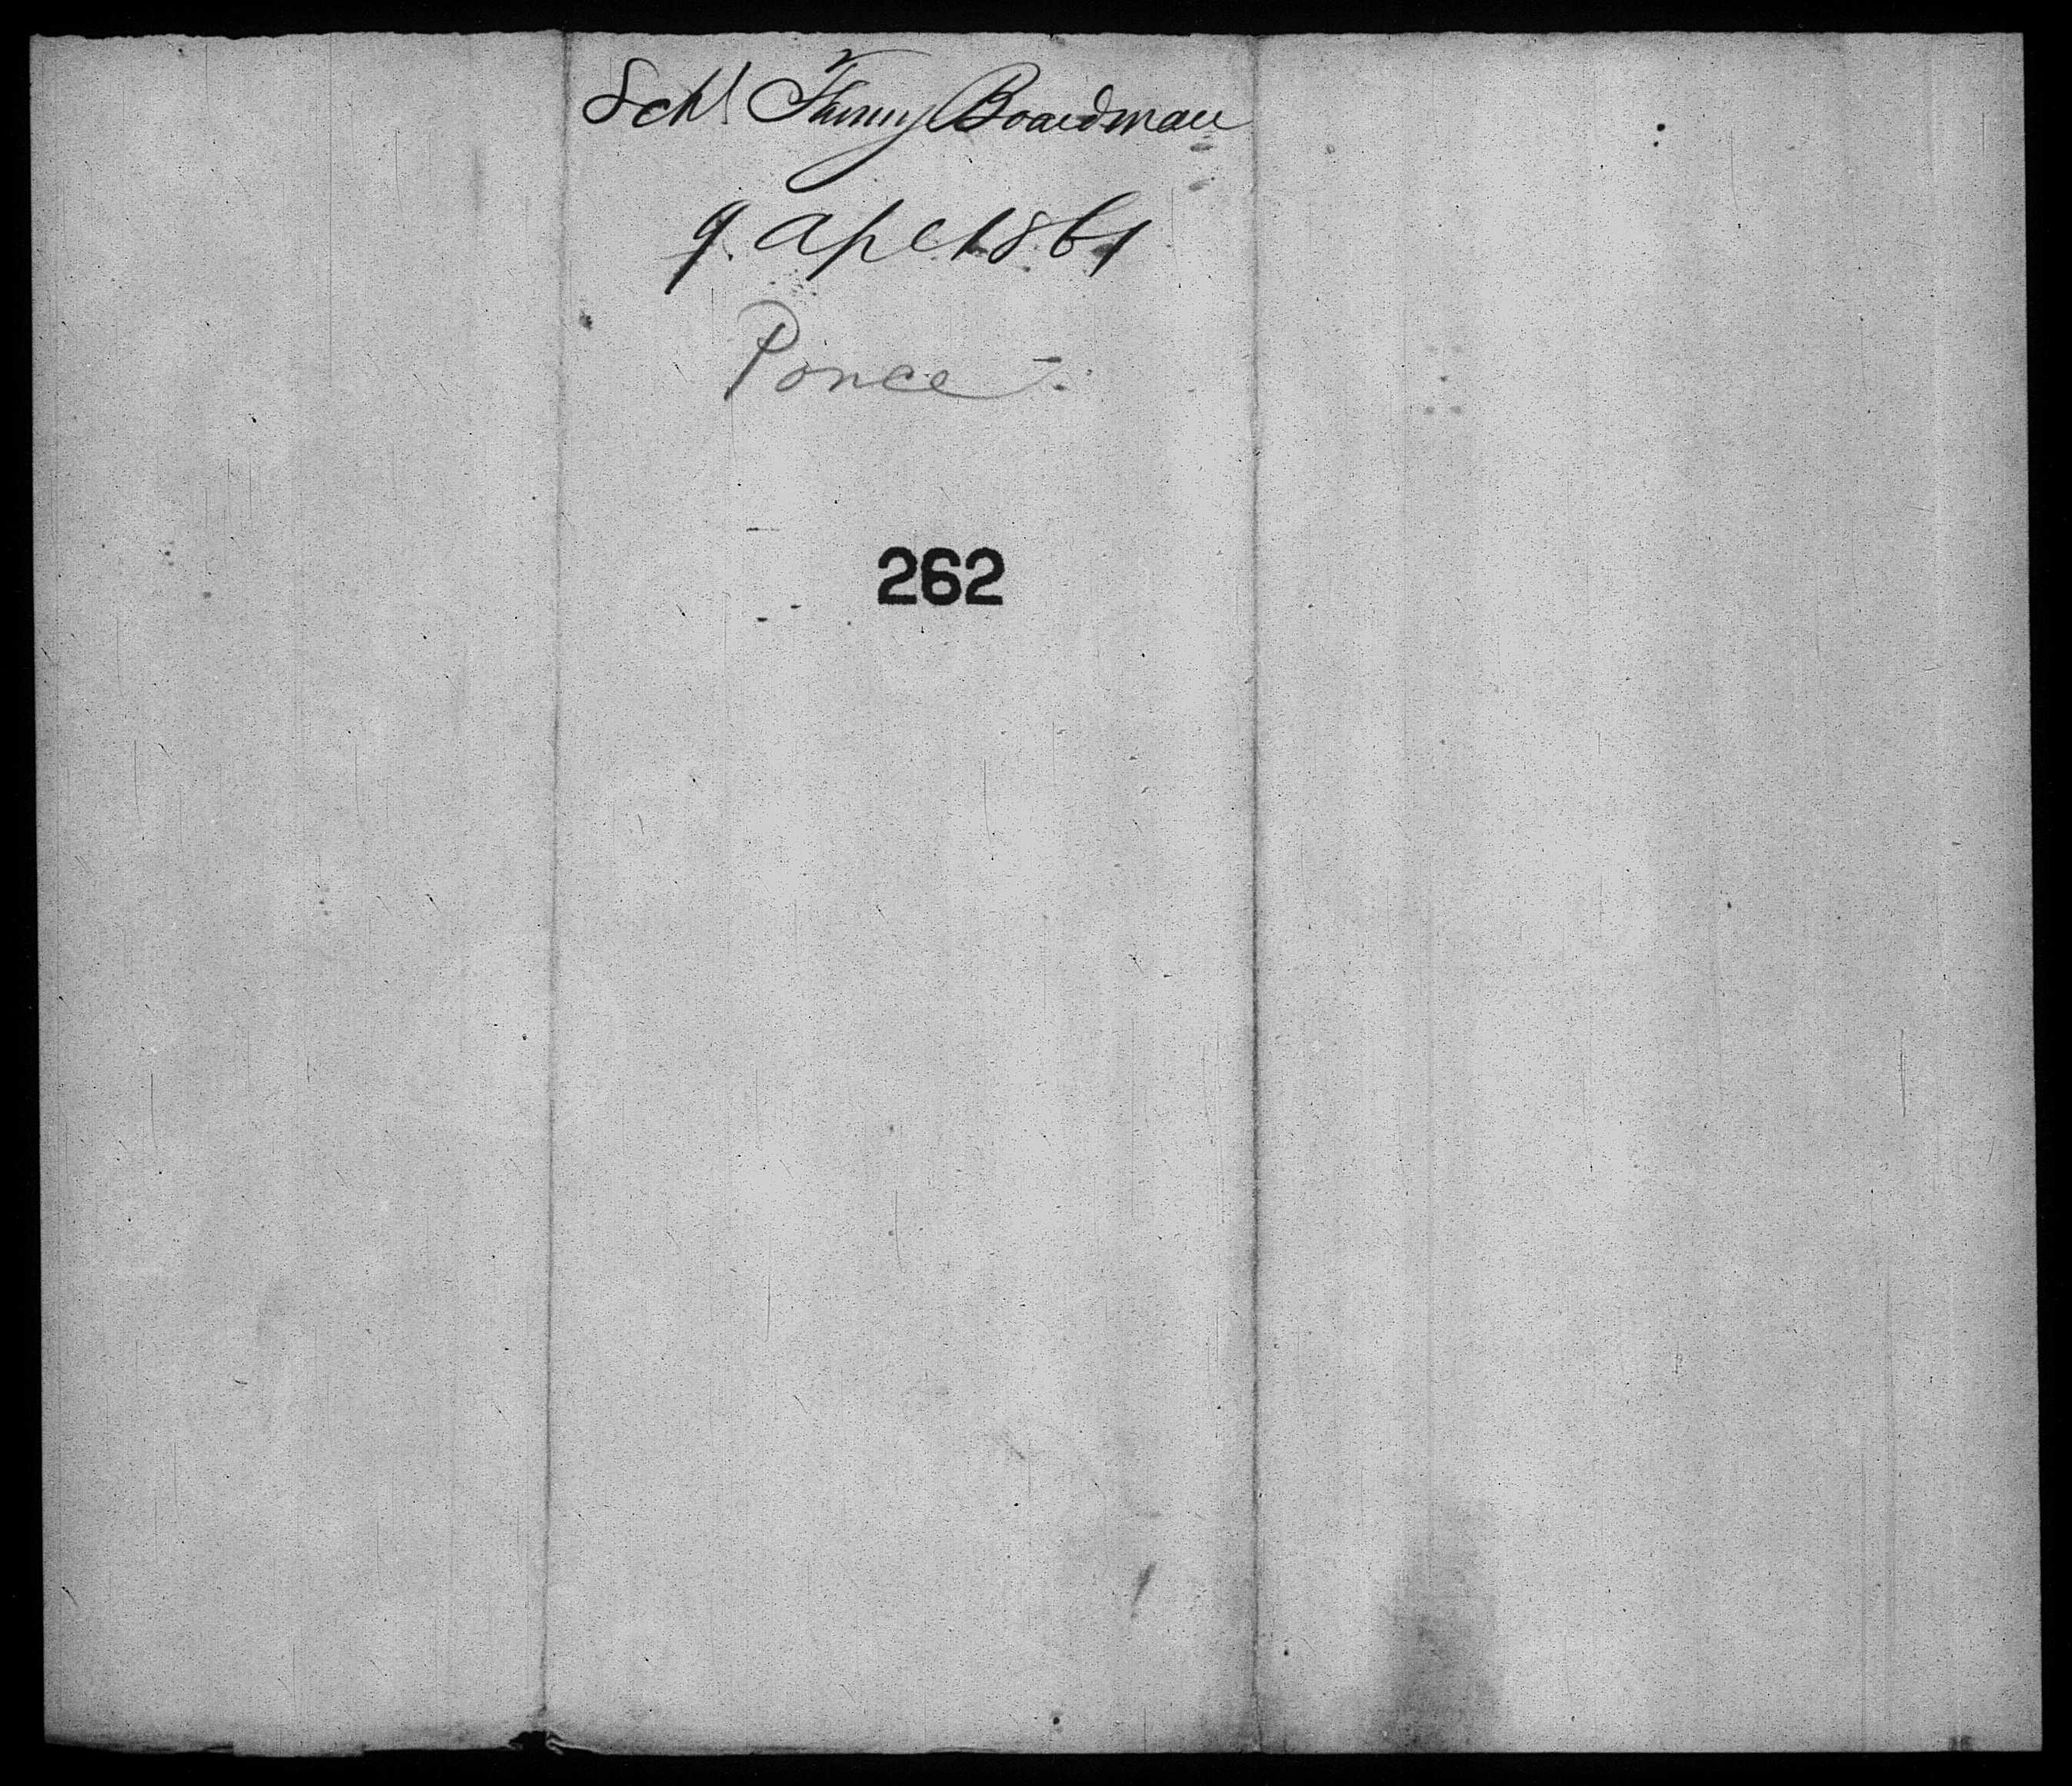 Schr Fanny Boardman
9. Apl 1861
Ponce
262